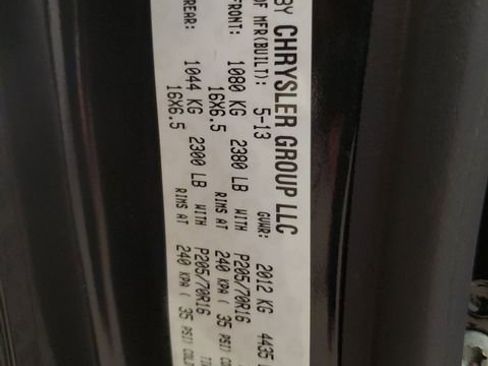 BY CHRYSLER GROUP LLC
OF MFR(BUILT): 5-13 GVWR: 2012 KG 4435
FRONT: 1080 KG 2380 LB WITH P205/70R16
16X6.5 RIMS AT 240 KPA ( 35 PSI) COLD
REAR: 1044 KG 2300 LB WITH P205/70R16
16X6.5 RIMS AT 240 KPA ( 35 PSI) COLD